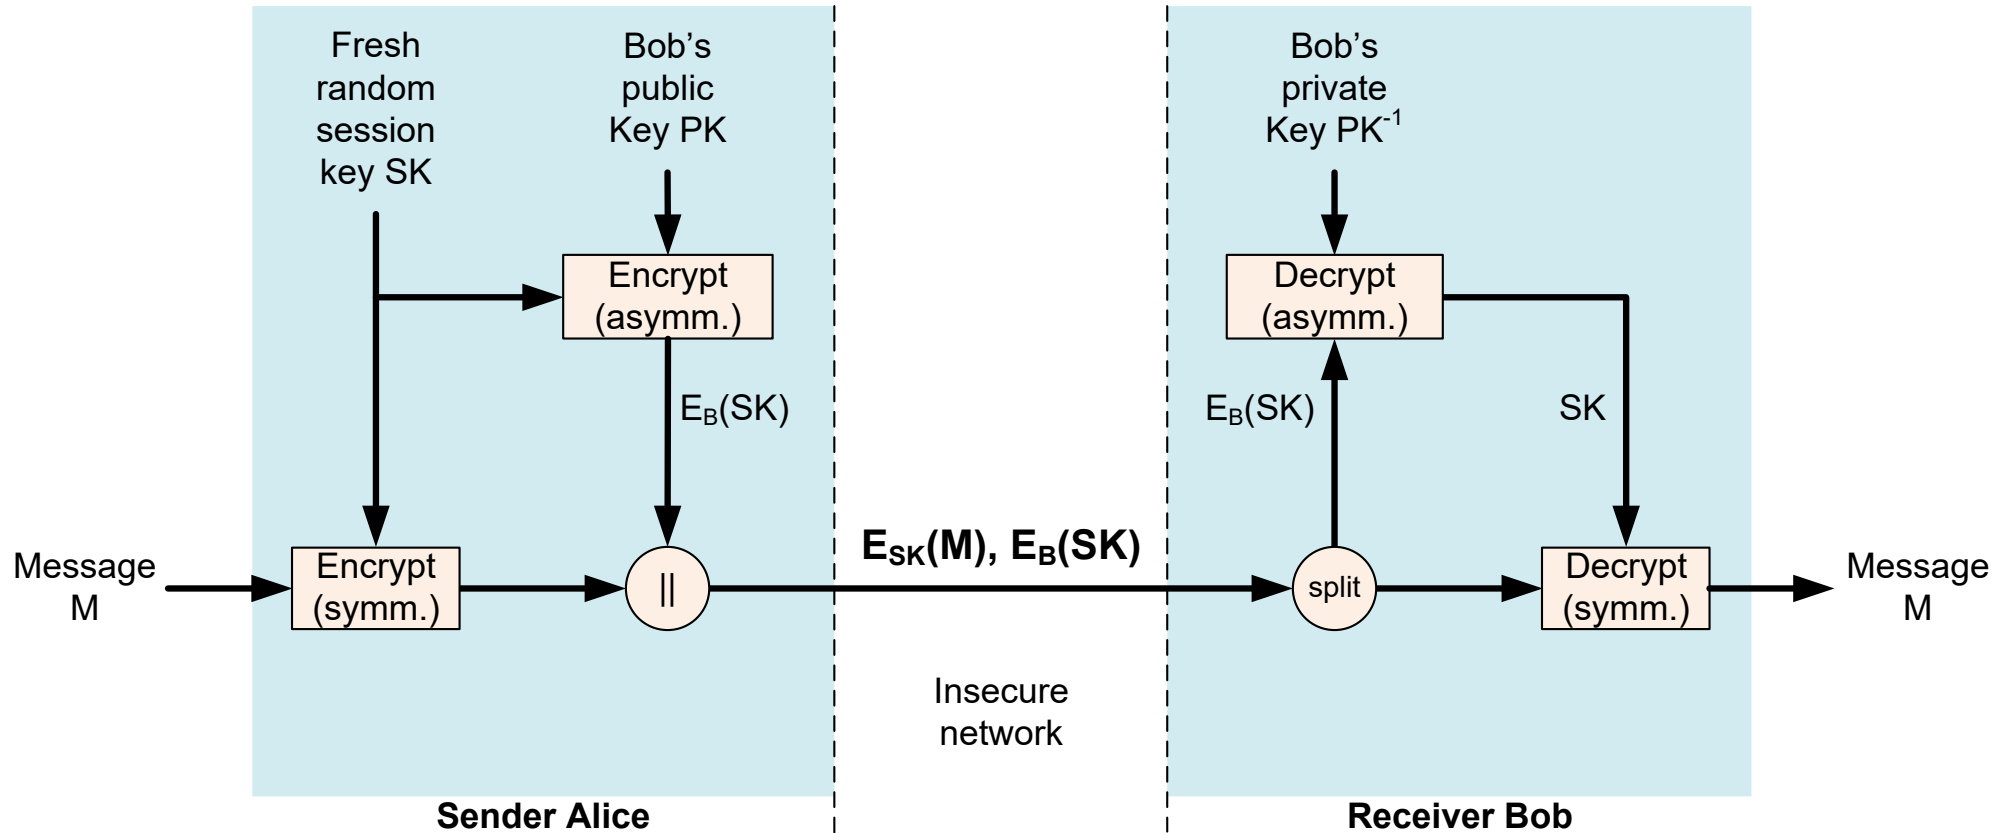 Fresh
random
session
key SK
Bob’s
public
Key PK
Bob’s
private
Key PK⁻¹
Encrypt
(asymm.)
Decrypt
(asymm.)
E_B(SK)
E_B(SK)
SK
Message
M
Encrypt
(symm.)
||
E_SK(M), E_B(SK)
split
Decrypt
(symm.)
Message
M
Insecure
network
Sender Alice
Receiver Bob